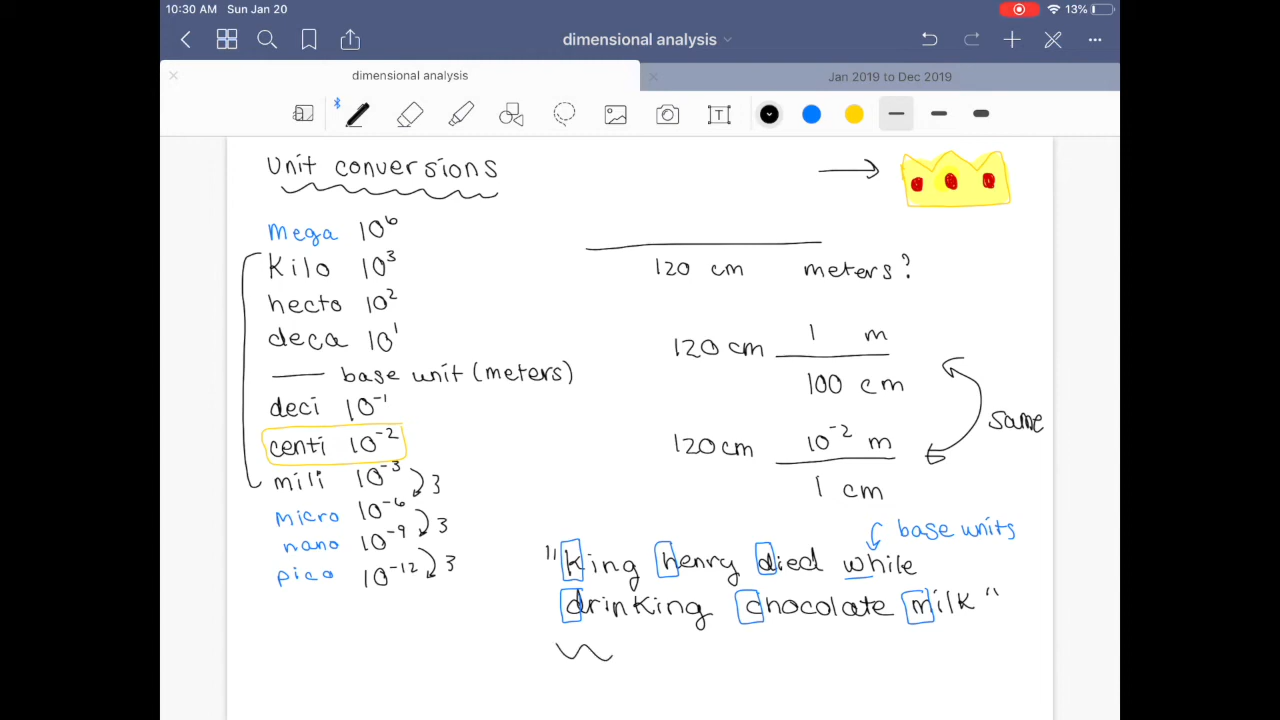 10:30 AM Sun Jan 20
13%
dimensional analysis
dimensional analysis
Jan 2019 to Dec 2019
T
Unit conversions
Mega 10⁶
Kilo 10³
hecto 10²
deca 10¹
base unit (meters)
deci 10⁻¹
centi 10⁻²
mili 10⁻³
3
micro 10⁻⁶
3
nano 10⁻⁹
3
pico 10⁻¹²
120 cm meters?
120 cm 1 m
100 cm
same
120 cm 10⁻² m
1 cm
base units
"king henry died while
drinking chocolate milk"